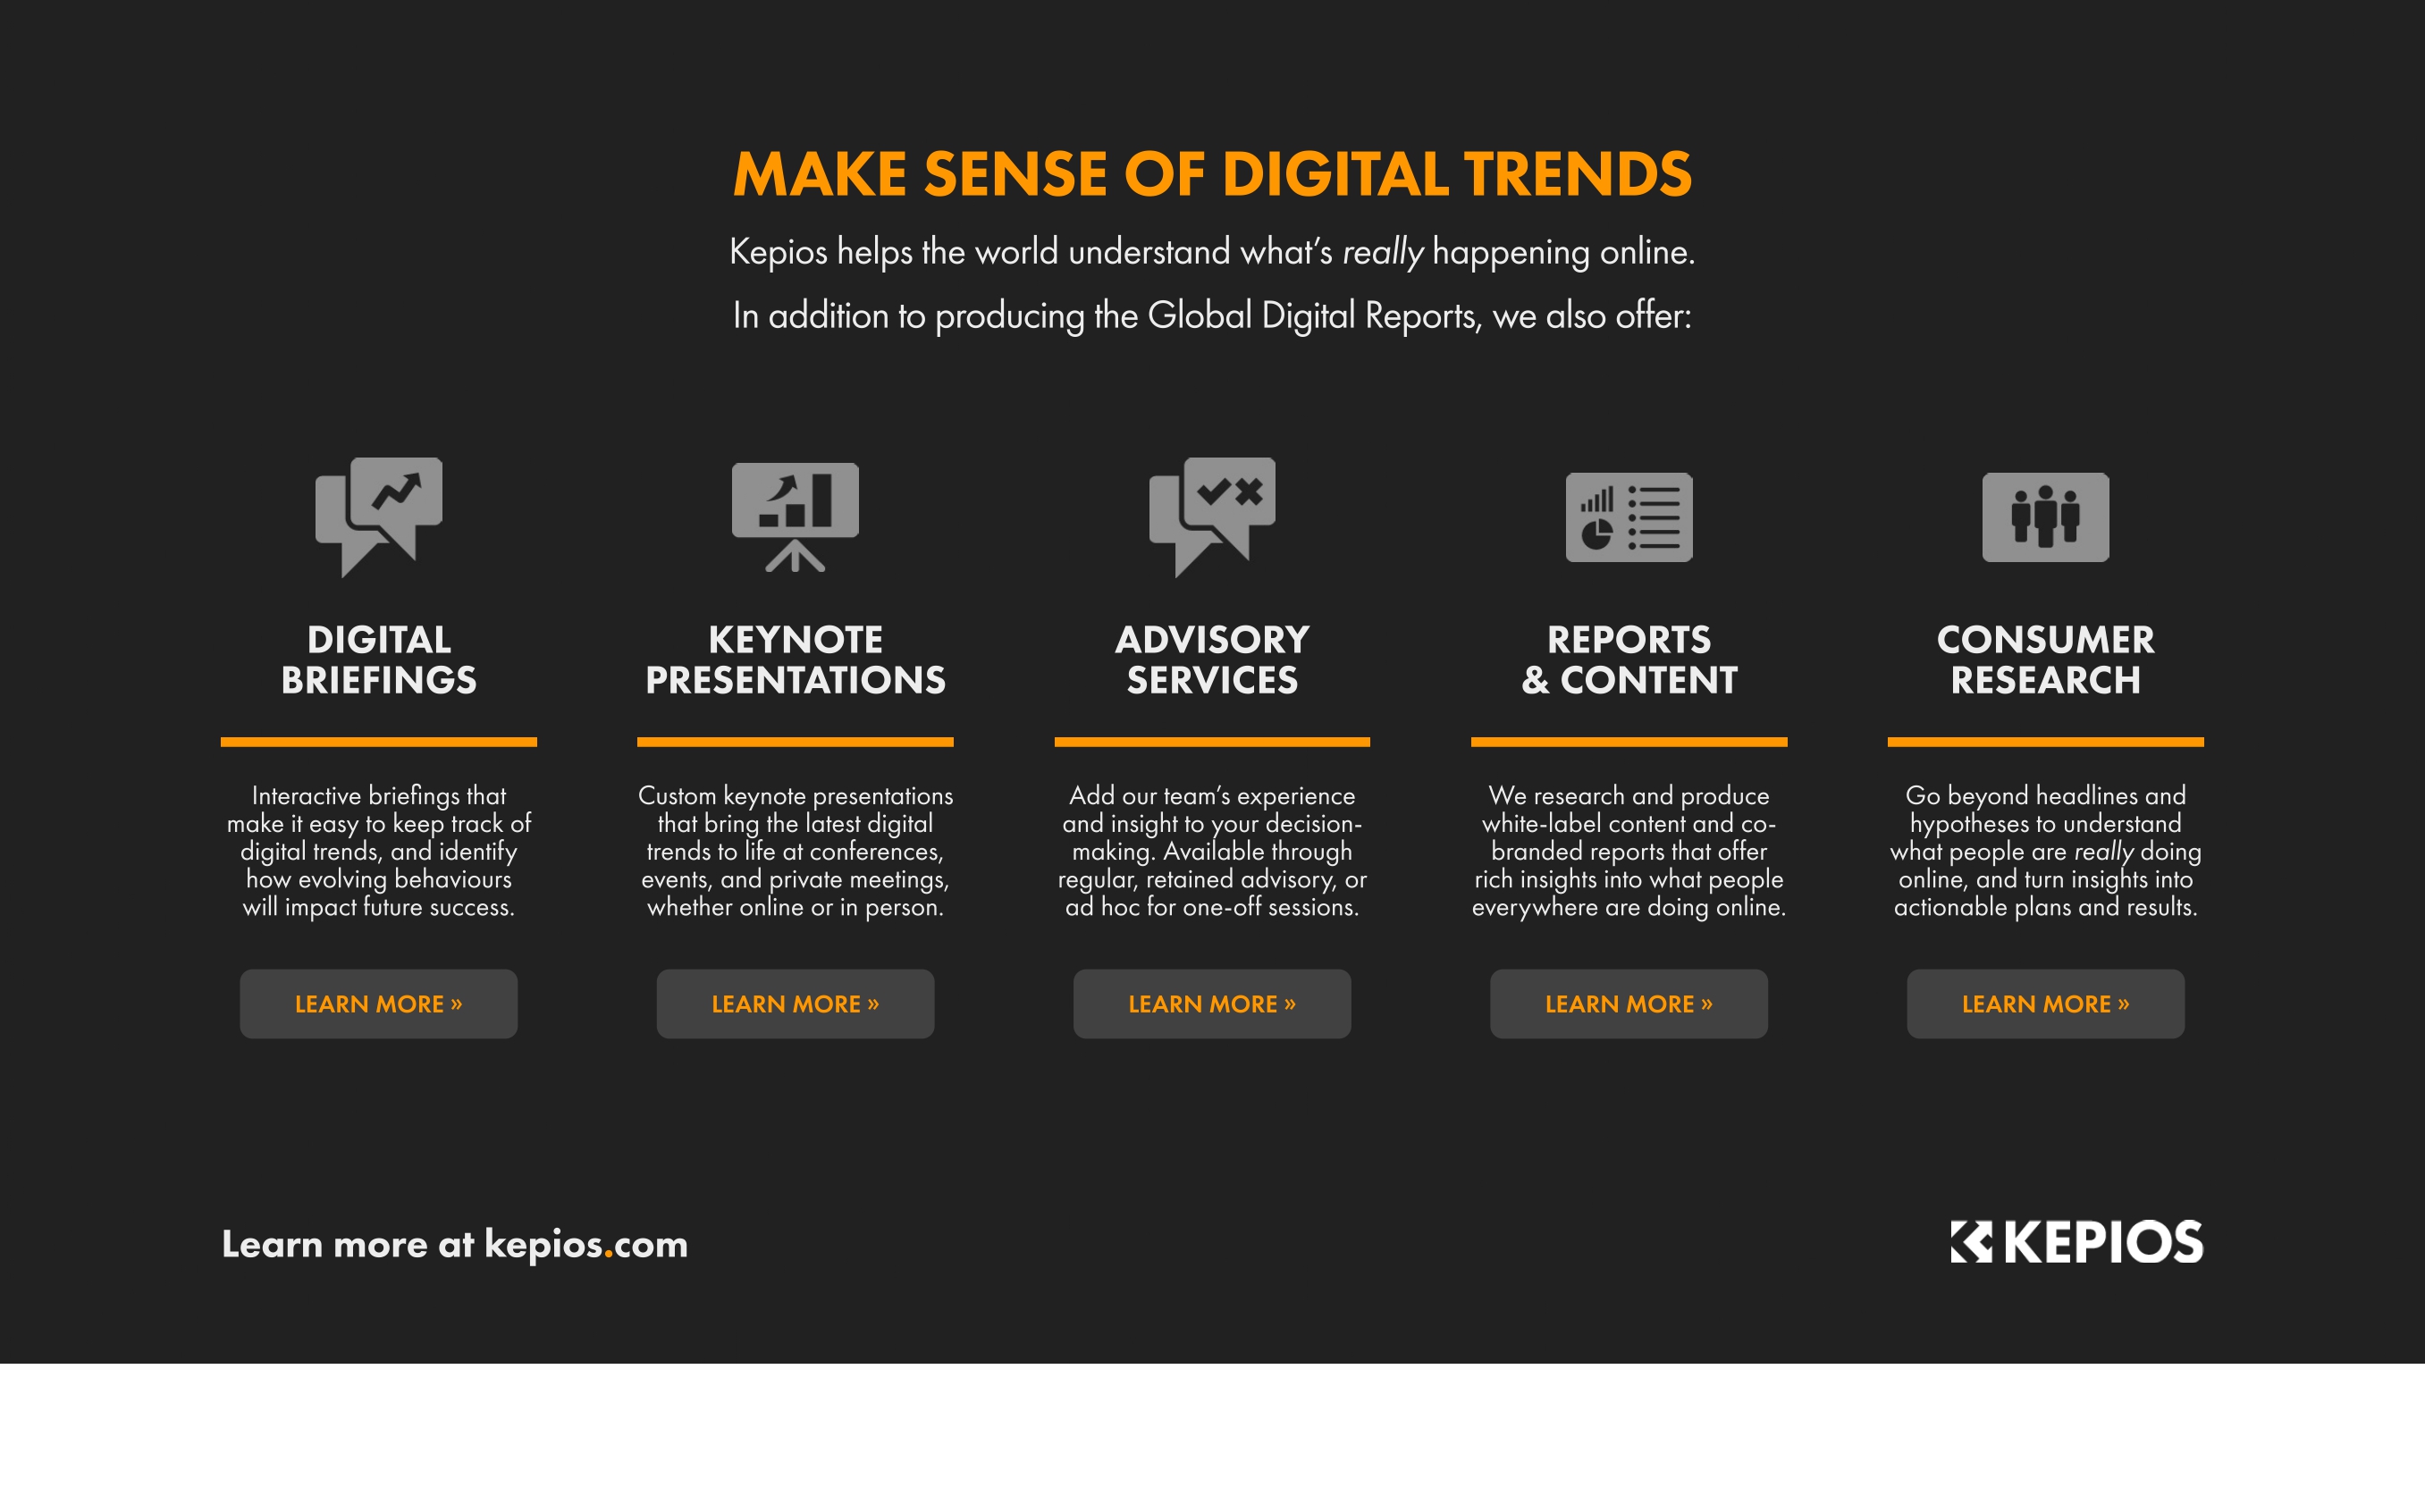 MAKE SENSE OF DIGITAL TRENDS
Kepios helps the world understand what’s really happening online.
In addition to producing the Global Digital Reports, we also offer:
DIGITAL
BRIEFINGS
Interactive briefings that
make it easy to keep track of
digital trends, and identify
how evolving behaviours
will impact future success.
LEARN MORE »
KEYNOTE
PRESENTATIONS
Custom keynote presentations
that bring the latest digital
trends to life at conferences,
events, and private meetings,
whether online or in person.
LEARN MORE »
ADVISORY
SERVICES
Add our team’s experience
and insight to your decision-
making. Available through
regular, retained advisory, or
ad hoc for one-off sessions.
LEARN MORE »
REPORTS
& CONTENT
We research and produce
white-label content and co-
branded reports that offer
rich insights into what people
everywhere are doing online.
LEARN MORE »
CONSUMER
RESEARCH
Go beyond headlines and
hypotheses to understand
what people are really doing
online, and turn insights into
actionable plans and results.
LEARN MORE »
Learn more at kepios.com
KEPIOS